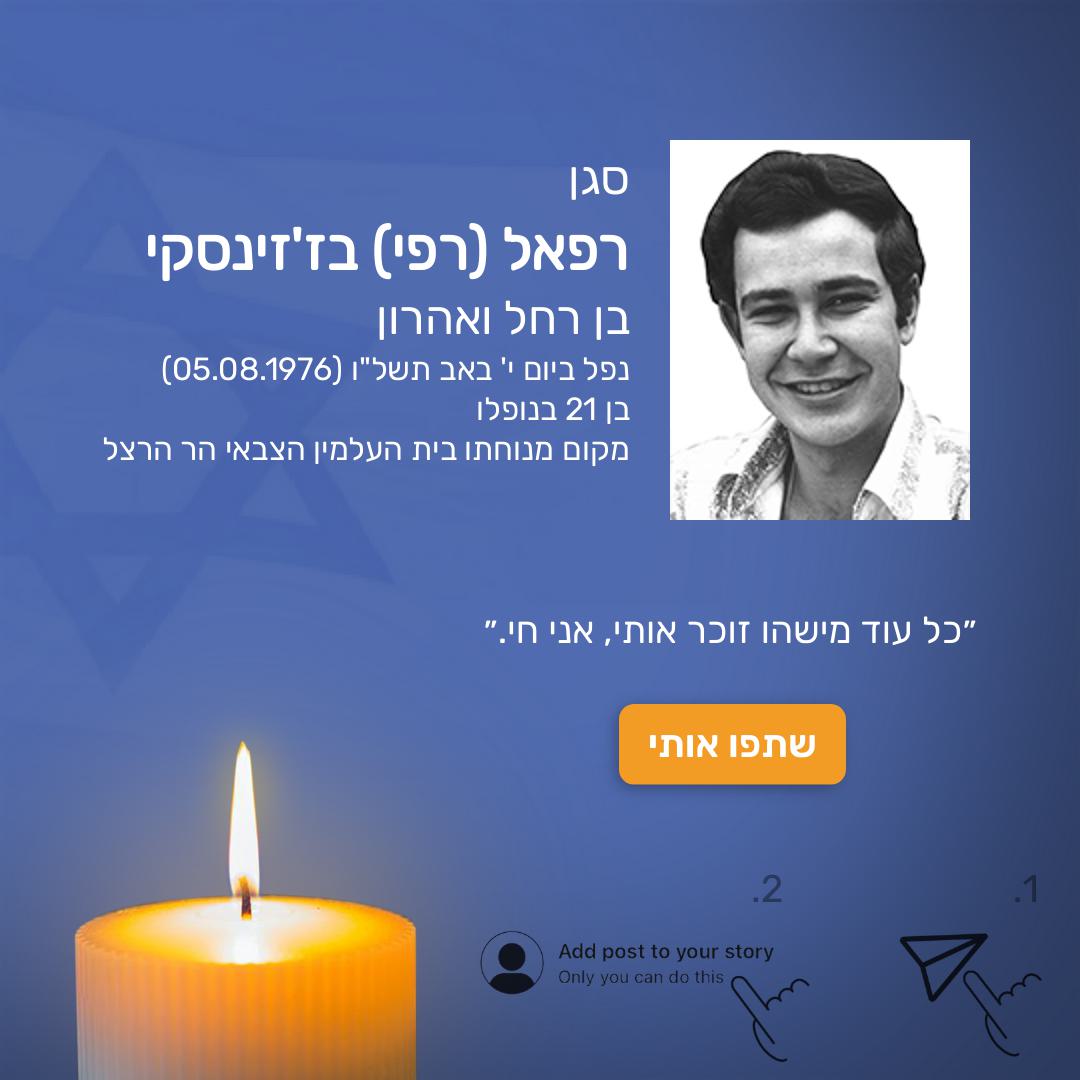 סגן
רפאל (רפי) בז'זינסקי
בן רחל ואהרון
נפל ביום י' באב תשל"ו (05.08.1976)
בן 21 בנופלו
מקום מנוחתו בית העלמין הצבאי הר הרצל
״כל עוד מישהו זוכר אותי, אני חי.״
שתפו אותי
1.
2.
Add post to your story
Only you can do this